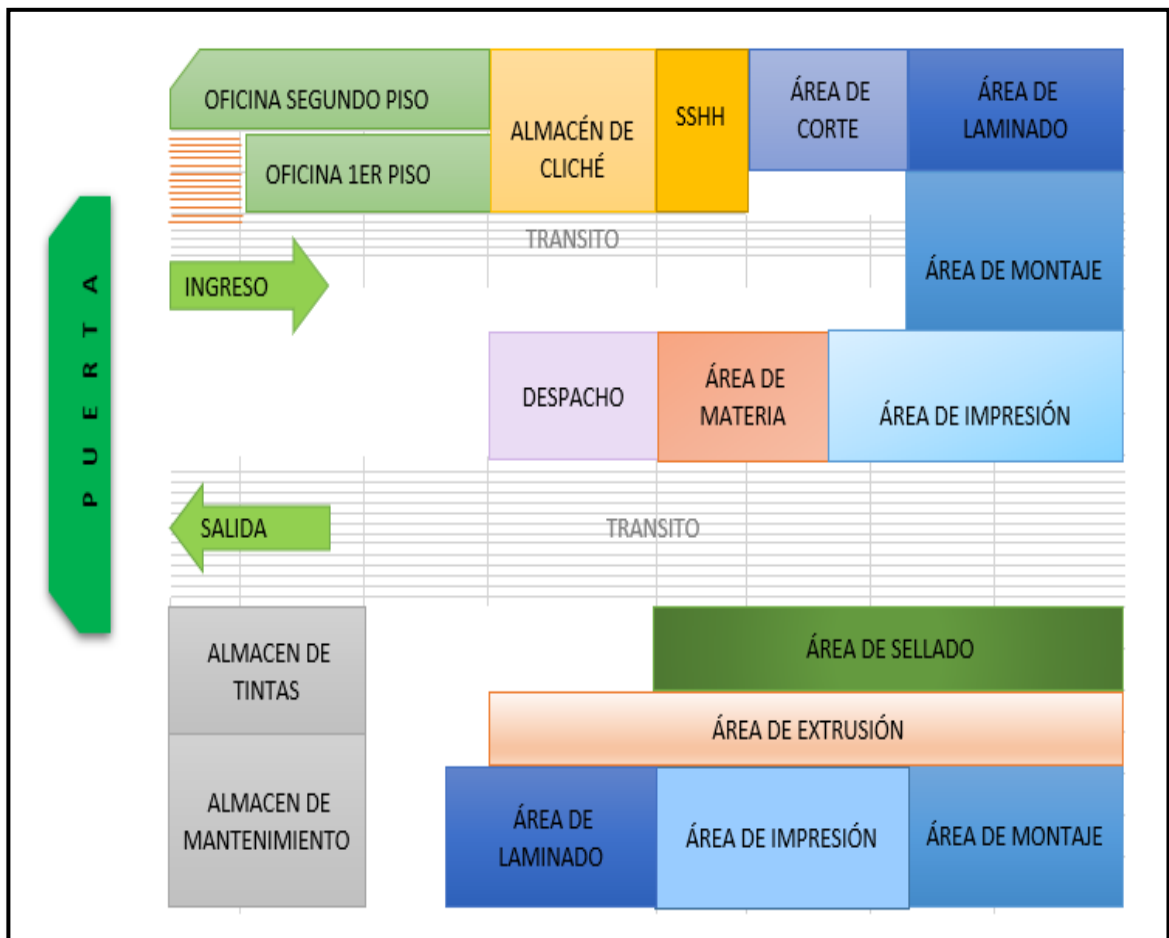 OFICINA SEGUNDO PISO
OFICINA 1ER PISO
ALMACÉN DE
CLICHÉ
SSHH
ÁREA DE
CORTE
ÁREA DE
LAMINADO
TRANSITO
ÁREA DE MONTAJE
INGRESO
PUERTA
DESPACHO
ÁREA DE
MATERIA
ÁREA DE IMPRESIÓN
SALIDA
TRANSITO
ALMACEN DE
TINTAS
ÁREA DE SELLADO
ÁREA DE EXTRUSIÓN
ALMACEN DE
MANTENIMIENTO
ÁREA DE
LAMINADO
ÁREA DE IMPRESIÓN
ÁREA DE MONTAJE